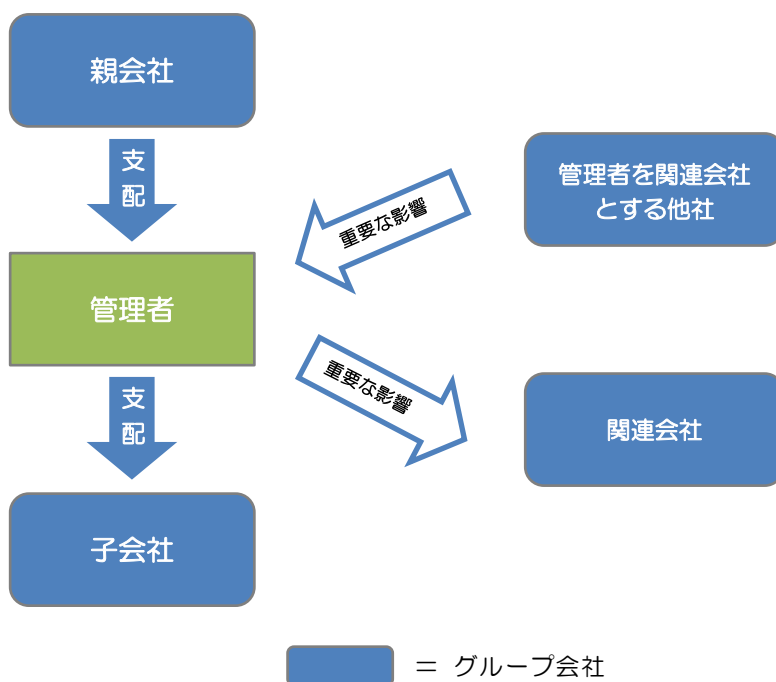 親会社
支
配
管理者を関連会社
とする他社
重要な影響
管理者
重要な影響
支
配
関連会社
子会社
＝ グループ会社